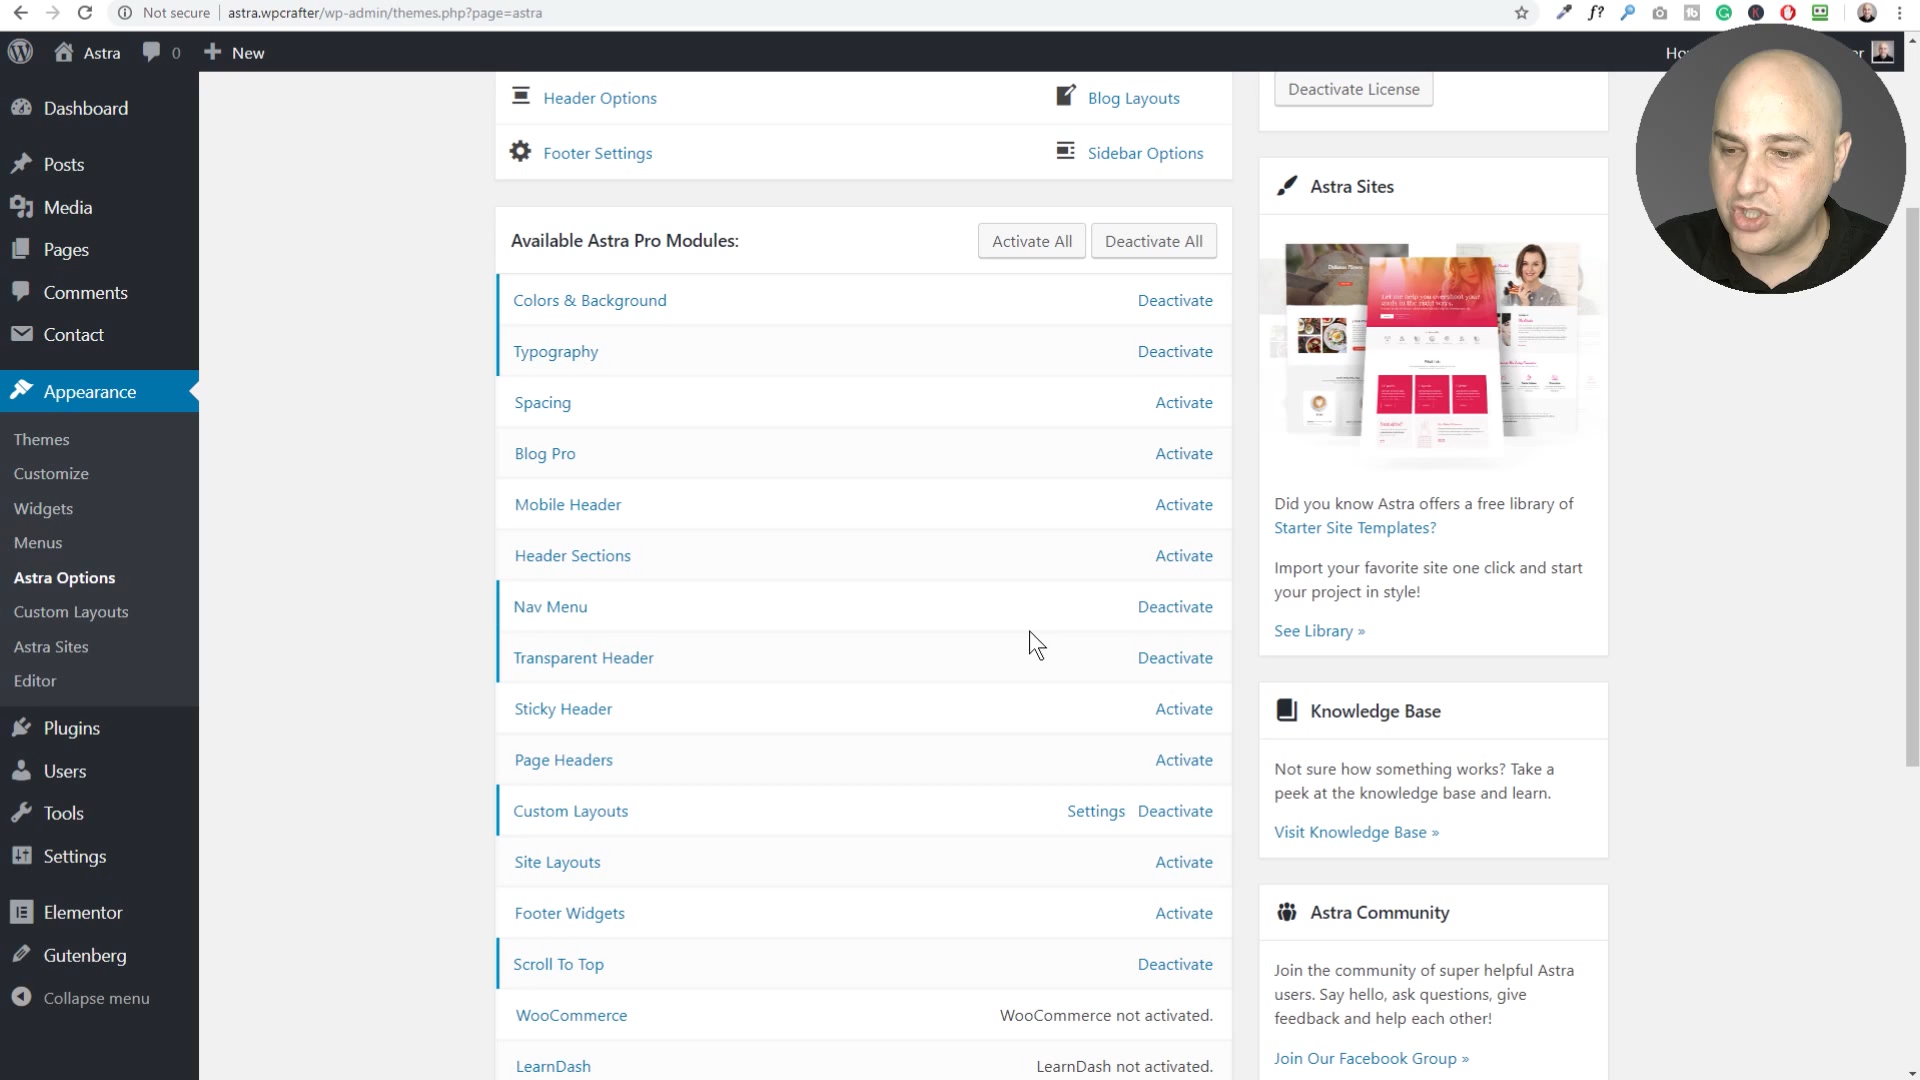 Not secure | astra.wpcrafter/wp-admin/themes.php?page=astra
Astra
0
New
Dashboard
Posts
Media
Pages
Comments
Contact
Appearance
Themes
Customize
Widgets
Menus
Astra Options
Custom Layouts
Astra Sites
Editor
Plugins
Users
Tools
Settings
Elementor
Gutenberg
Collapse menu
Header Options
Blog Layouts
Footer Settings
Sidebar Options
Available Astra Pro Modules:
Activate All
Deactivate All
Colors & Background Deactivate
Typography Deactivate
Spacing Activate
Blog Pro Activate
Mobile Header Activate
Header Sections Activate
Nav Menu Deactivate
Transparent Header Deactivate
Sticky Header Activate
Page Headers Activate
Custom Layouts Settings Deactivate
Site Layouts Activate
Footer Widgets Activate
Scroll To Top Deactivate
WooCommerce WooCommerce not activated.
LearnDash LearnDash not activated.
Deactivate License
Astra Sites
Did you know Astra offers a free library of
Starter Site Templates?
Import your favorite site one click and start
your project in style!
See Library »
Knowledge Base
Not sure how something works? Take a
peek at the knowledge base and learn.
Visit Knowledge Base »
Astra Community
Join the community of super helpful Astra
users. Say hello, ask questions, give
feedback and help each other!
Join Our Facebook Group »